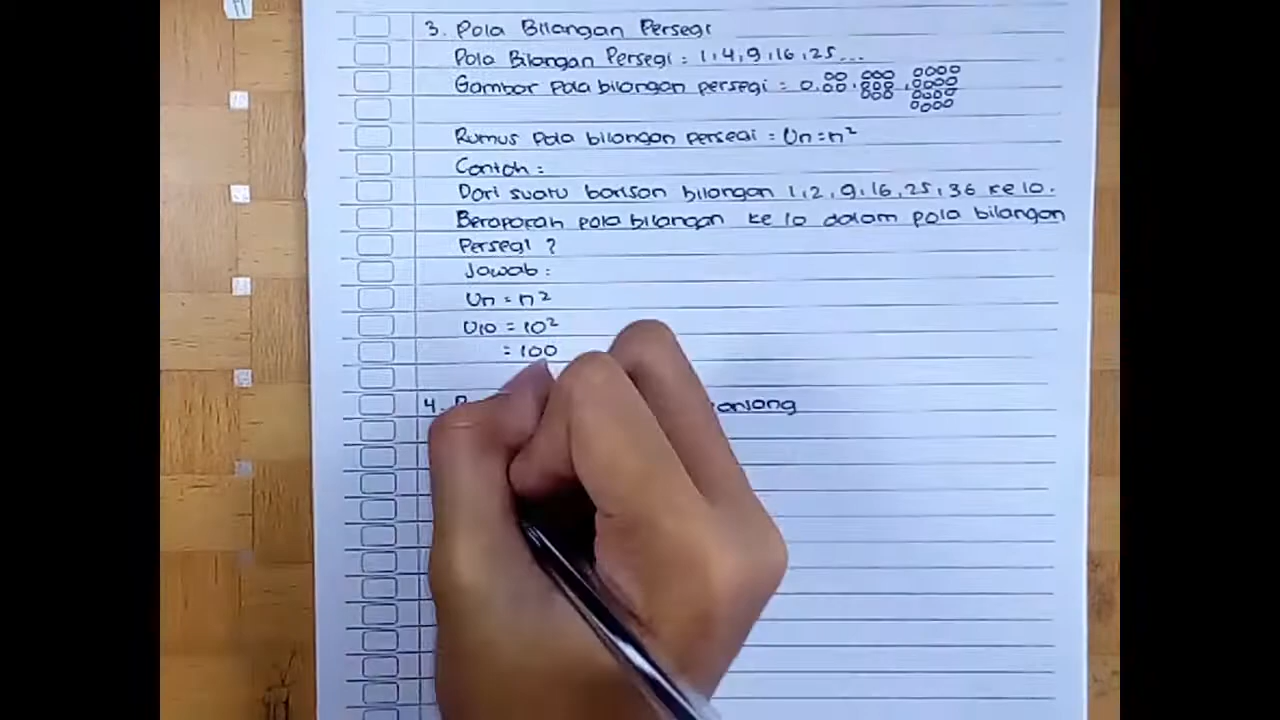 3. Pola Bilangan Persegi
Pola Bilangan Persegi : 1, 4, 9, 16, 25 ...
Gambar Pola bilangan persegi =
Rumus Pola bilangan persegi = Un = n²
Contoh :
Dari suatu barisan bilangan 1, 2, 9, 16, 25, 36 ke 10.
Beraparah pola bilangan ke 10 dalam pola bilangan
Persegi ?
Jawab :
Un = n²
U10 = 10²
= 100
4.